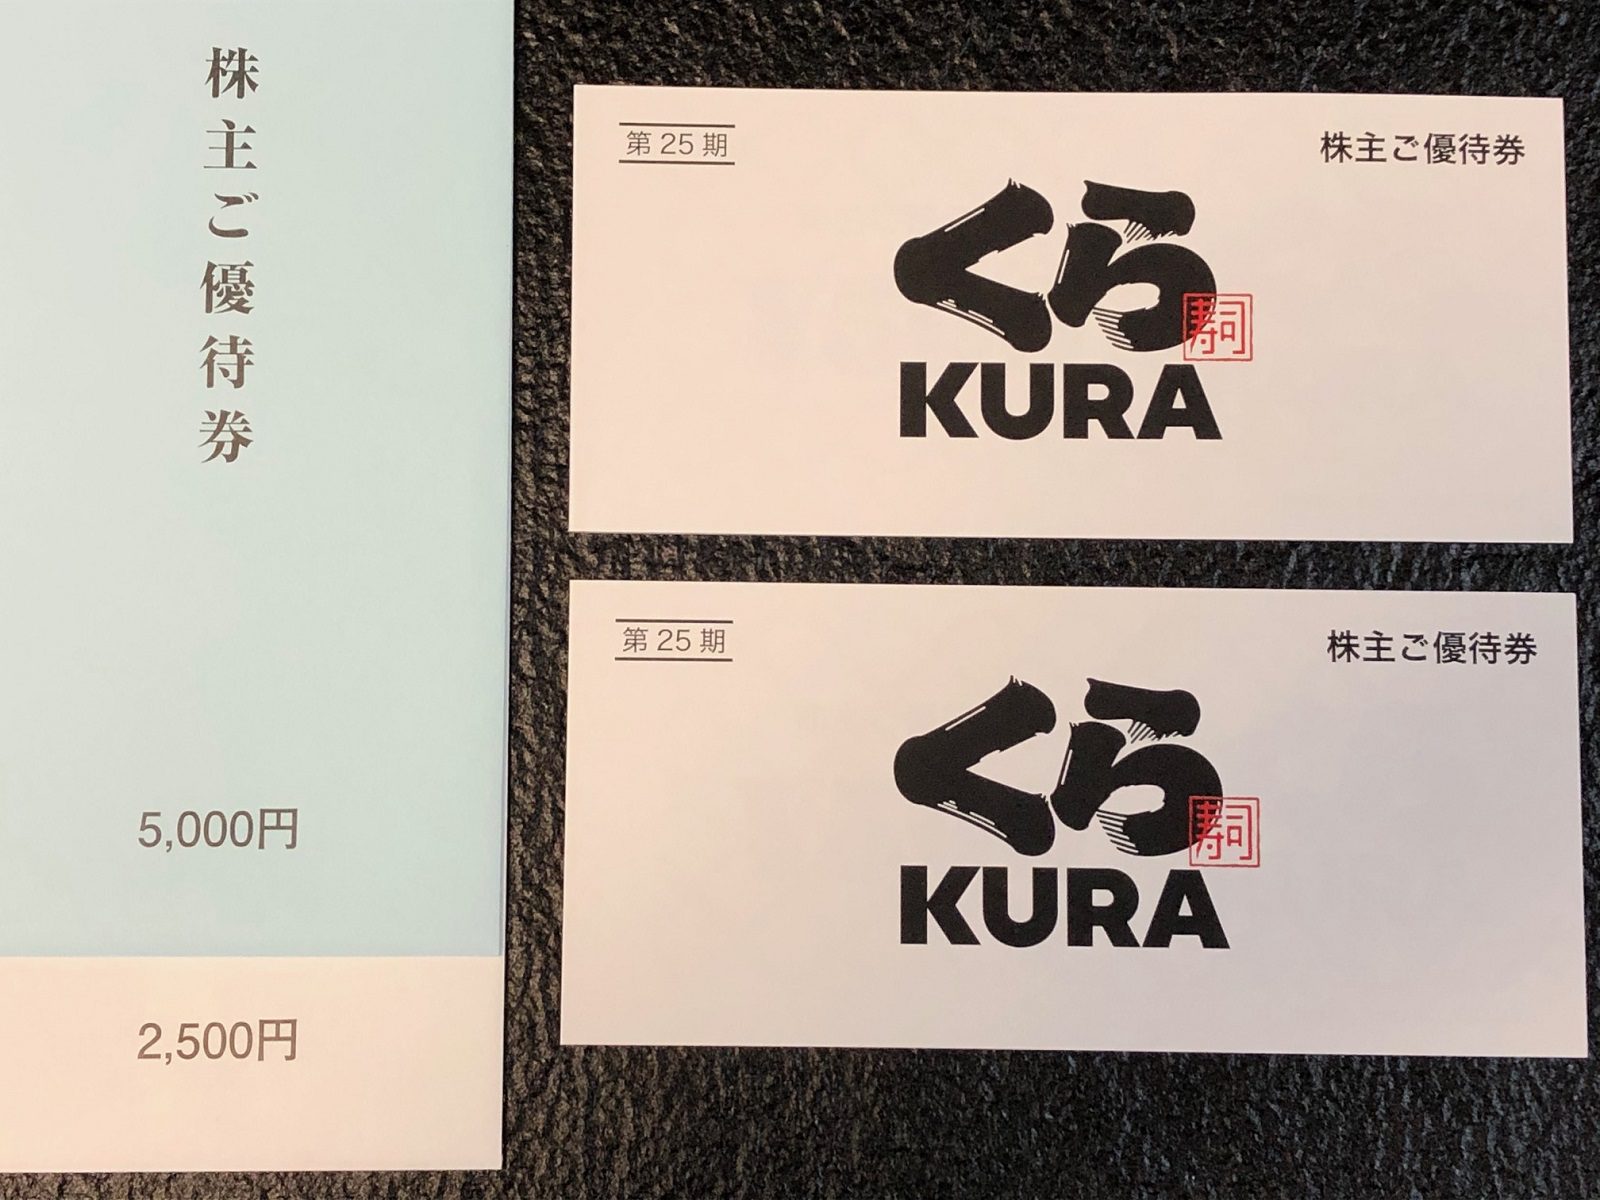 株主ご優待券
5,000円
2,500円
第25期
株主ご優待券
くら
寿司
KURA
第25期
株主ご優待券
くら
寿司
KURA